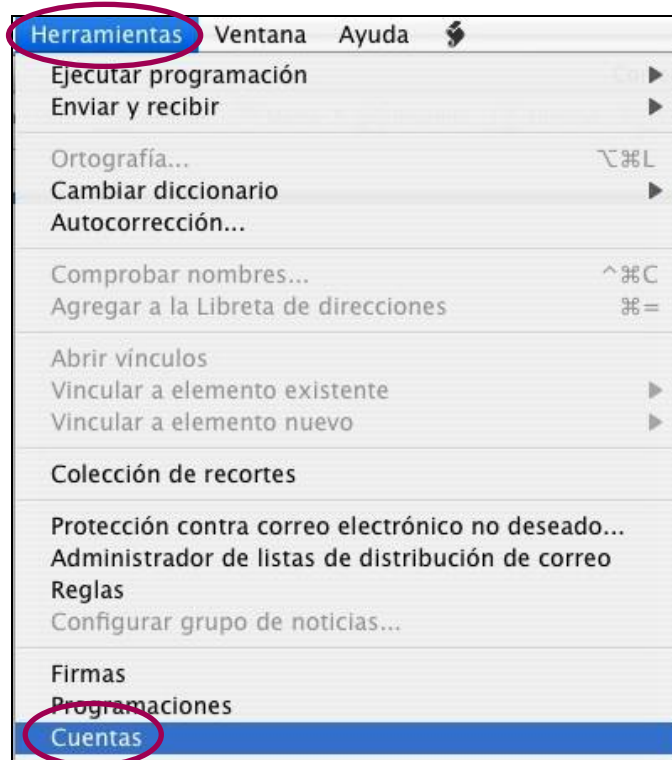 Herramientas Ventana Ayuda
Ejecutar programación
Enviar y recibir
Ortografía... ⌥⌘L
Cambiar diccionario
Autocorrección...
Comprobar nombres... ^⌘C
Agregar a la Libreta de direcciones ⌘=
Abrir vínculos
Vincular a elemento existente
Vincular a elemento nuevo
Colección de recortes
Protección contra correo electrónico no deseado...
Administrador de listas de distribución de correo
Reglas
Configurar grupo de noticias...
Firmas
Programaciones
Cuentas